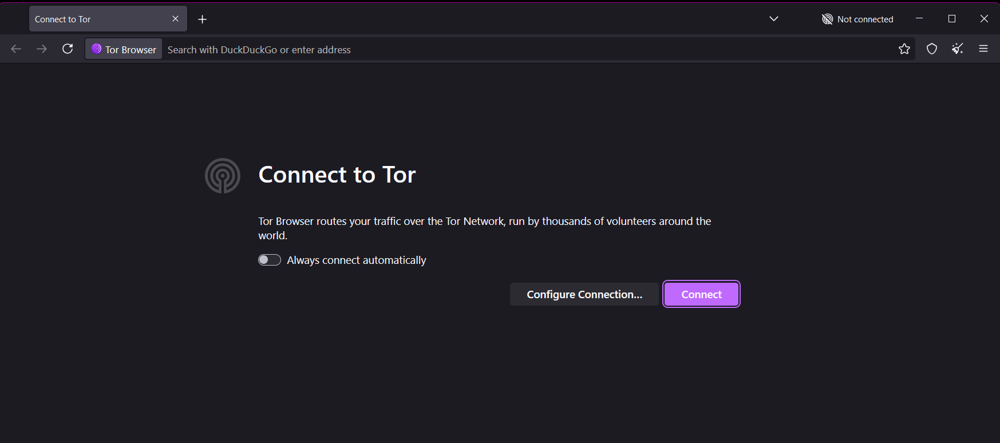 Connect to Tor
Not connected
Tor Browser
Search with DuckDuckGo or enter address
Connect to Tor
Tor Browser routes your traffic over the Tor Network, run by thousands of volunteers around the
world.
Always connect automatically
Configure Connection...
Connect